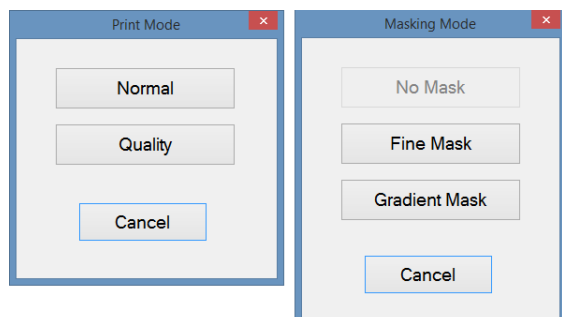 Print Mode
Normal
Quality
Cancel
Masking Mode
No Mask
Fine Mask
Gradient Mask
Cancel